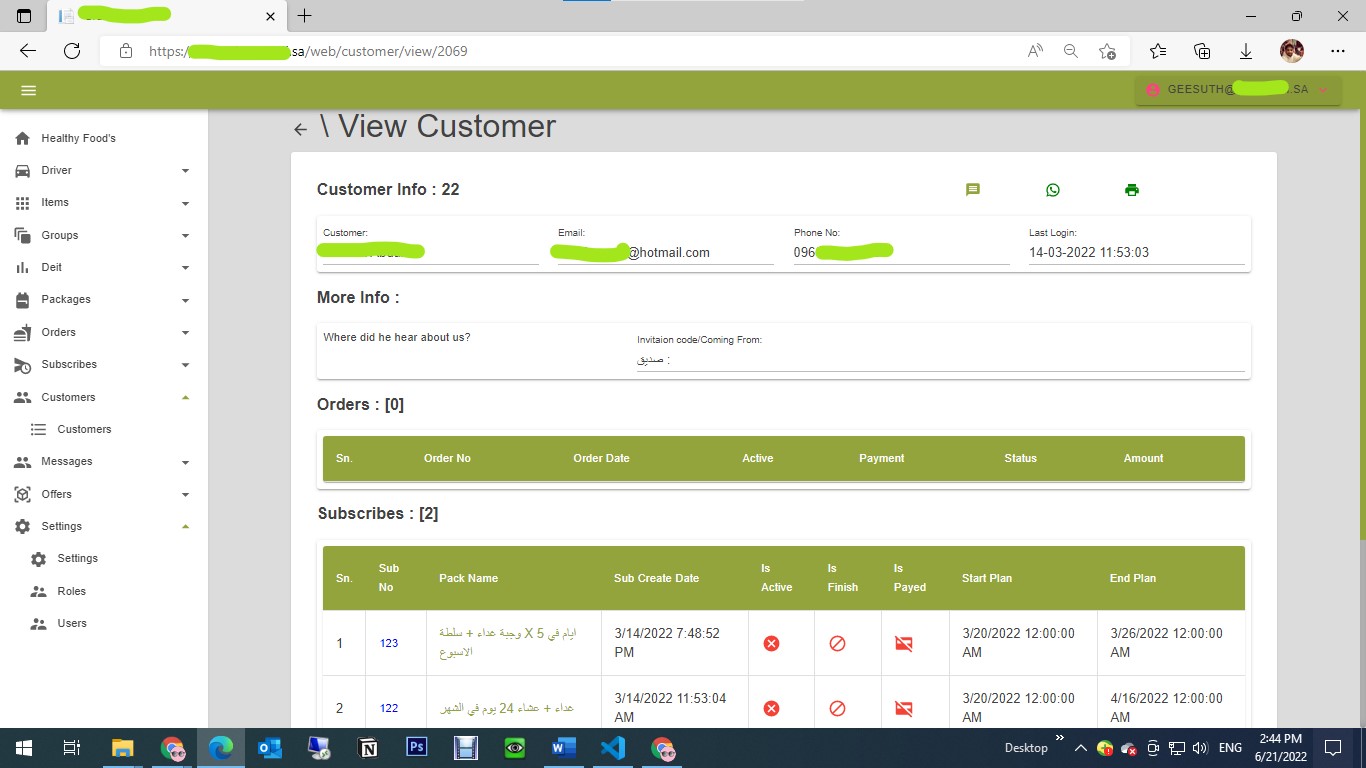 https:/
.sa/web/customer/view/2069
GEESUTH@
.SA
Healthy Food's
Driver
Items
Groups
Deit
Packages
Orders
Subscribes
Customers
Customers
Messages
Offers
Settings
Settings
Roles
Users
\ View Customer
Customer Info : 22
Customer:
Email:
Phone No:
Last Login:
@hotmail.com
096
14-03-2022 11:53:03
More Info :
Where did he hear about us?
Invitaion code/Coming From:
صديق :
Orders : [0]
Sn. Order No Order Date Active Payment Status Amount
Subscribes : [2]
Sn.
Sub
No
Pack Name
Sub Create Date
Is
Active
Is
Finish
Is
Payed
Start Plan
End Plan
1
123
وجبة غداء + سلطة X 5 ايام في
الاسبوع
3/14/2022 7:48:52
PM
3/20/2022 12:00:00
AM
3/26/2022 12:00:00
AM
2
122
غداء + عشاء 24 يوم في الشهر
3/14/2022 11:53:04
AM
3/20/2022 12:00:00
AM
4/16/2022 12:00:00
AM
Ps
Desktop
ENG
2:44 PM
6/21/2022